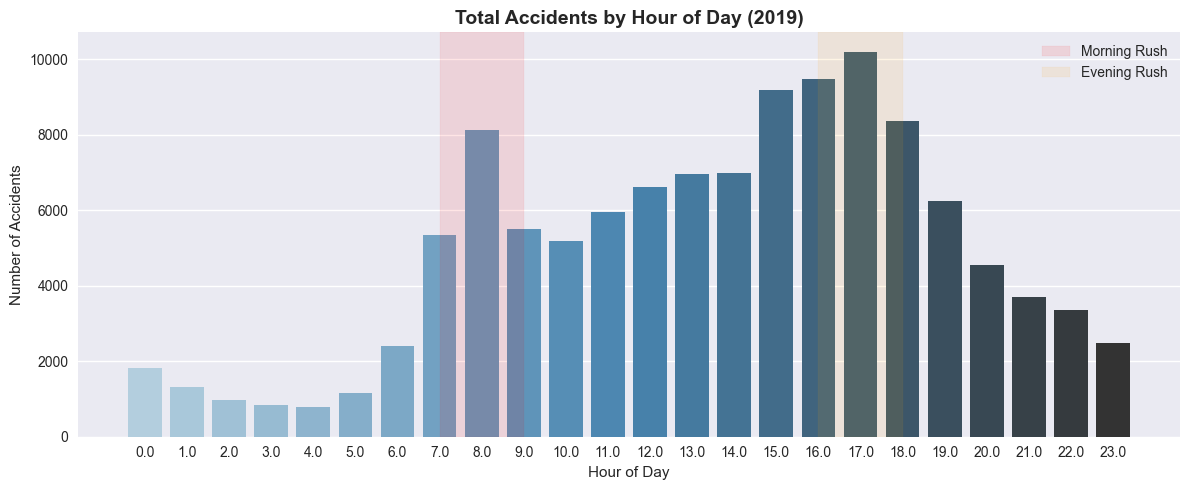 Total Accidents by Hour of Day (2019)
Morning Rush
Evening Rush
Number of Accidents
10000
8000
6000
4000
2000
0
0.0 1.0 2.0 3.0 4.0 5.0 6.0 7.0 8.0 9.0 10.0 11.0 12.0 13.0 14.0 15.0 16.0 17.0 18.0 19.0 20.0 21.0 22.0 23.0
Hour of Day